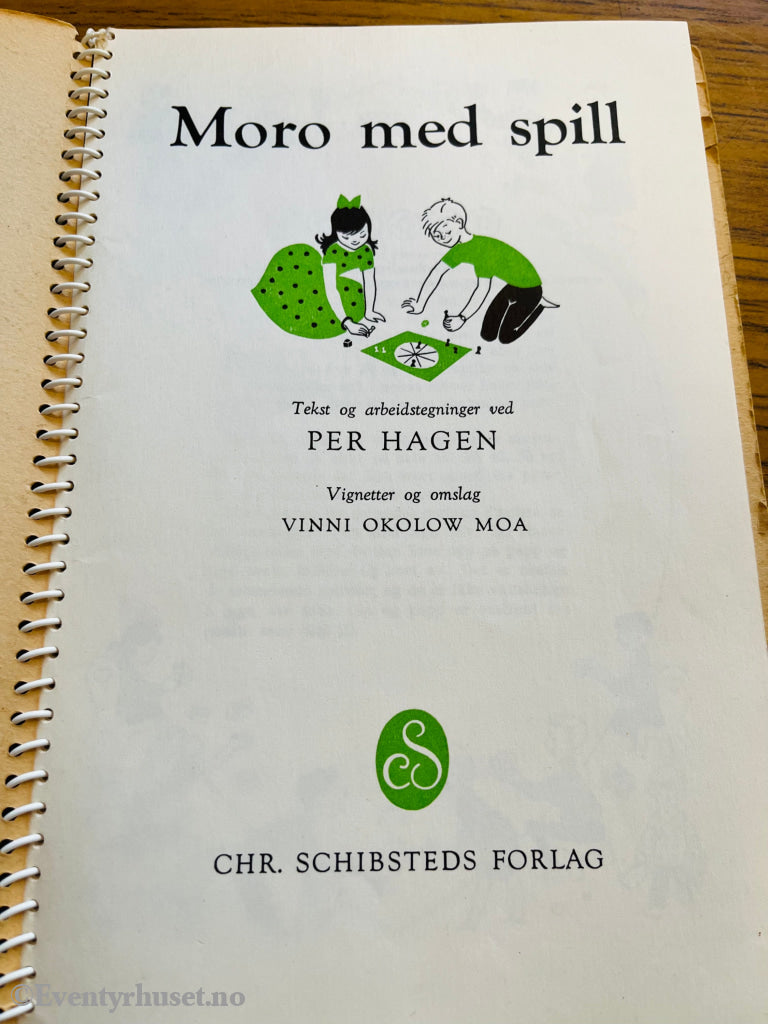 Moro med spill
Tekst og arbeidstegninger ved
PER HAGEN
Vignetter og omslag
VINNI OKOLOW MOA
CS
CHR. SCHIBSTEDS FORLAG
©Eventyrhuset.no